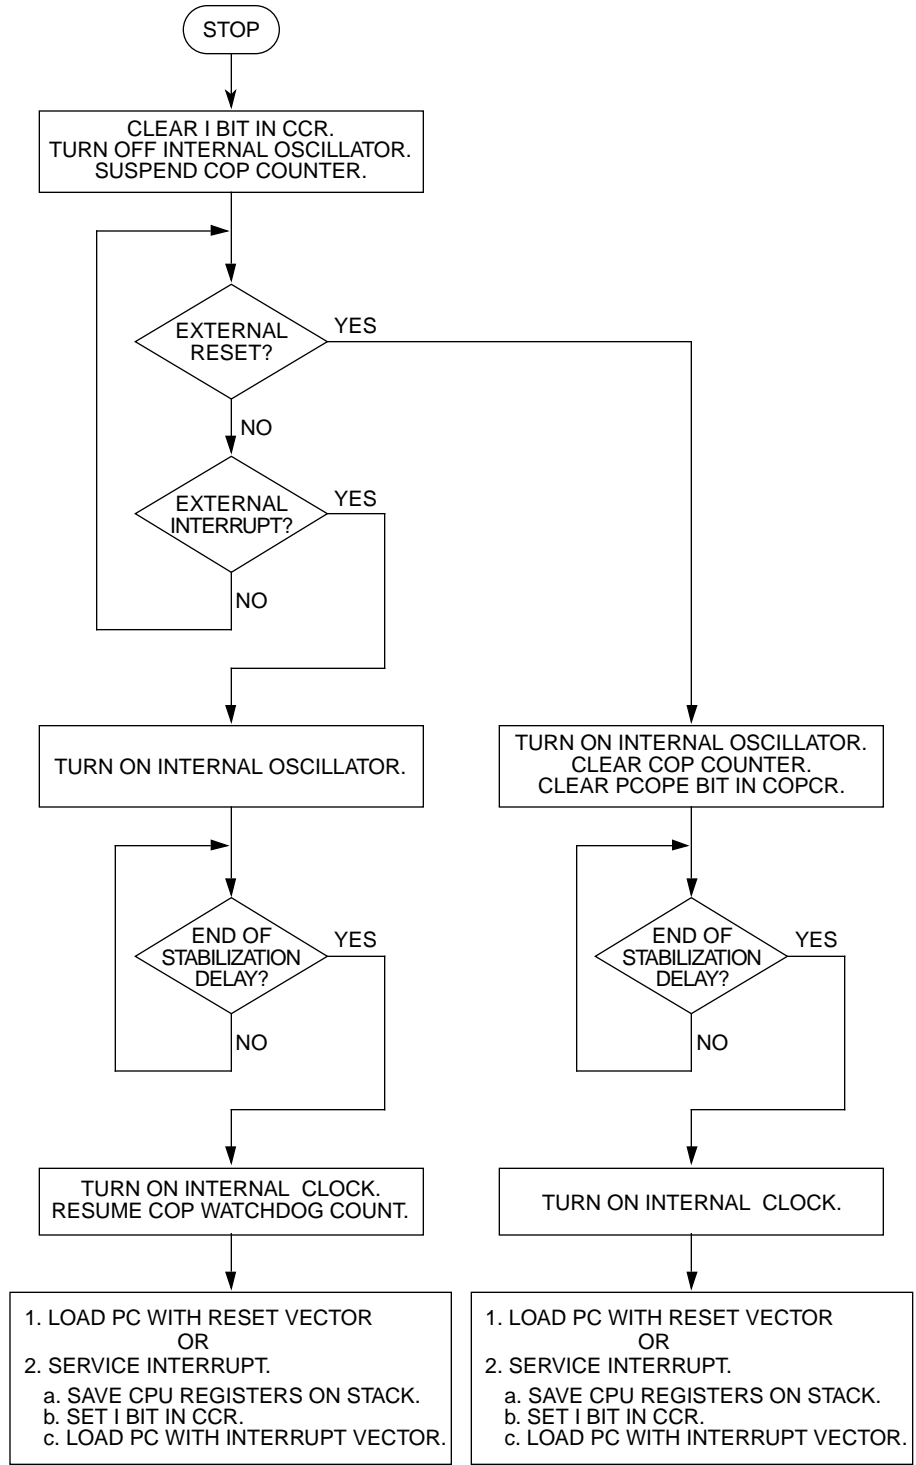 STOP
CLEAR I BIT IN CCR.
TURN OFF INTERNAL OSCILLATOR.
SUSPEND COP COUNTER.
EXTERNAL
RESET?
YES
NO
EXTERNAL
INTERRUPT?
YES
NO
TURN ON INTERNAL OSCILLATOR.
TURN ON INTERNAL OSCILLATOR.
CLEAR COP COUNTER.
CLEAR PCOPE BIT IN COPCR.
END OF
STABILIZATION
DELAY?
YES
NO
END OF
STABILIZATION
DELAY?
YES
NO
TURN ON INTERNAL CLOCK.
RESUME COP WATCHDOG COUNT.
TURN ON INTERNAL CLOCK.
1. LOAD PC WITH RESET VECTOR
OR
2. SERVICE INTERRUPT.
a. SAVE CPU REGISTERS ON STACK.
b. SET I BIT IN CCR.
c. LOAD PC WITH INTERRUPT VECTOR.
1. LOAD PC WITH RESET VECTOR
OR
2. SERVICE INTERRUPT.
a. SAVE CPU REGISTERS ON STACK.
b. SET I BIT IN CCR.
c. LOAD PC WITH INTERRUPT VECTOR.